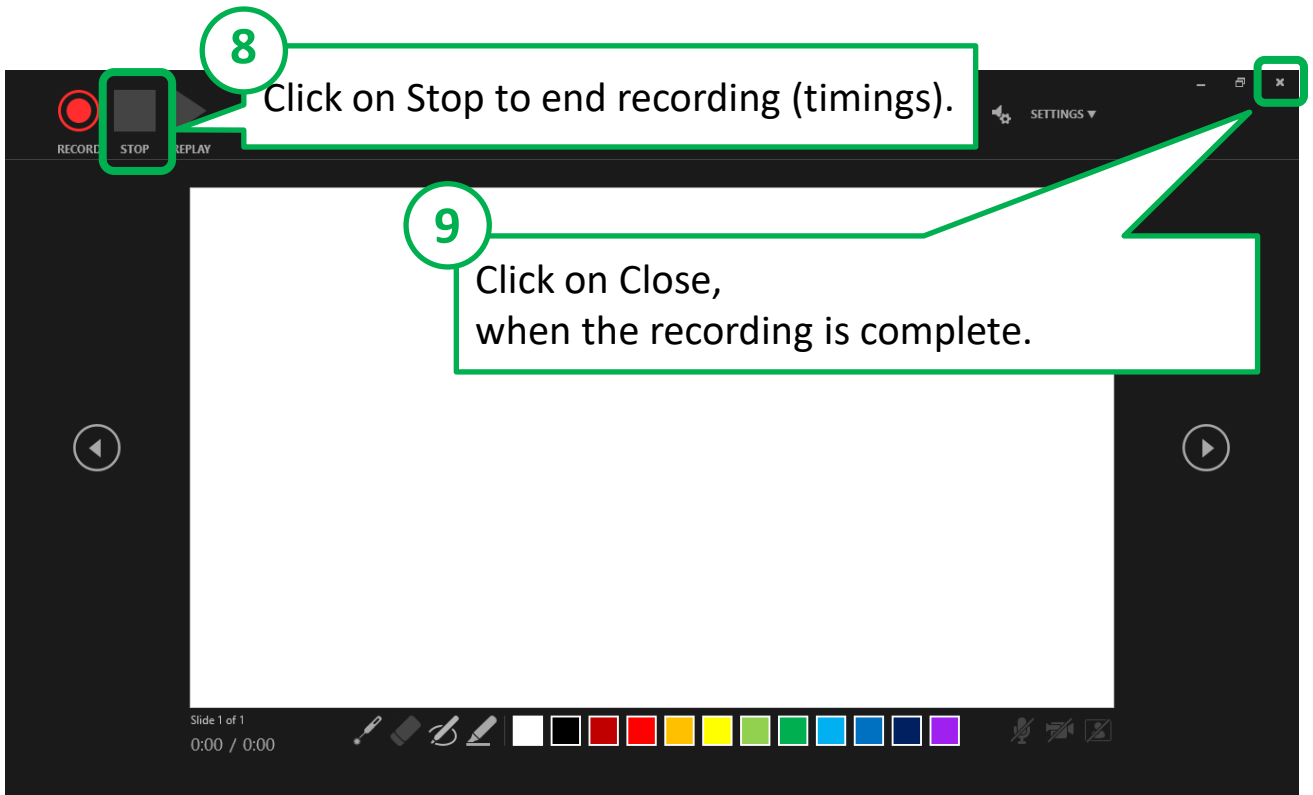 8
Click on Stop to end recording (timings).
SETTINGS ▼
RECORD STOP REPLAY
9
Click on Close,
when the recording is complete.
Slide 1 of 1
0:00 / 0:00